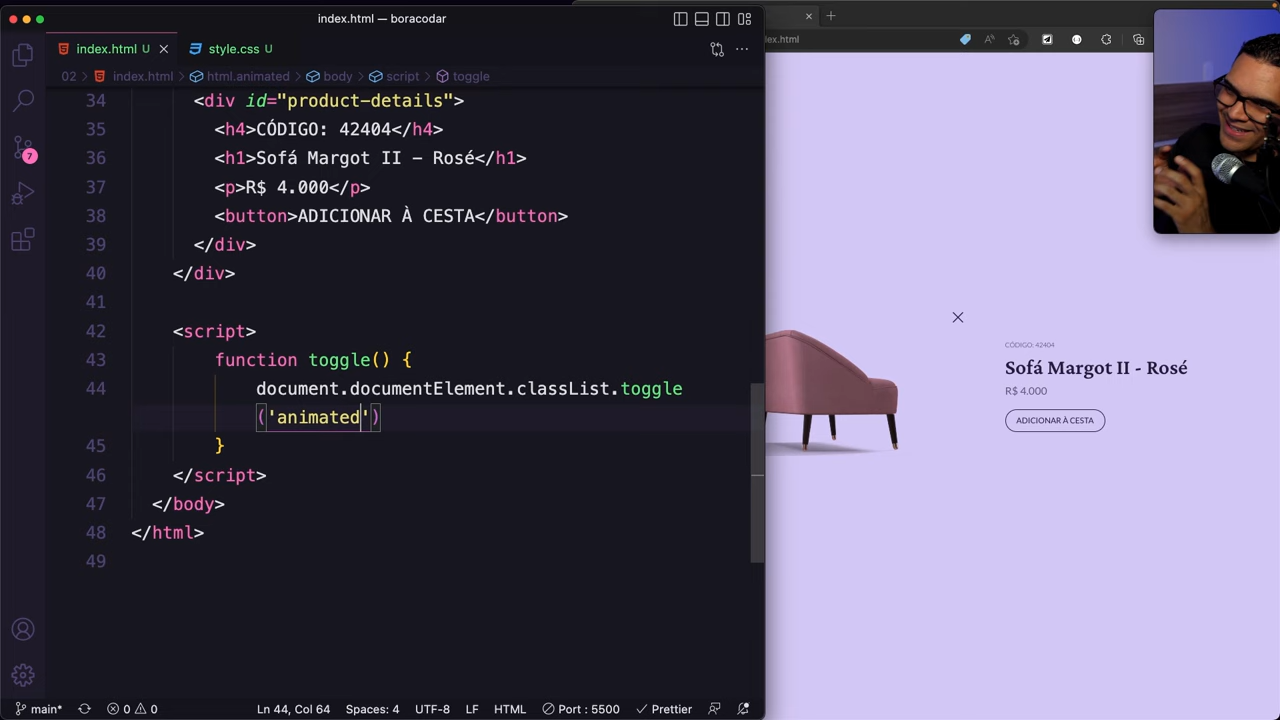 index.html — boracodar
index.html U
style.css U
02 > index.html > html.animated > body > script > toggle
34 <div id="product-details">
35 <h4>CÓDIGO: 42404</h4>
36 <h1>Sofá Margot II - Rosé</h1>
37 <p>R$ 4.000</p>
38 <button>ADICIONAR À CESTA</button>
39 </div>
40 </div>
41
42 <script>
43 function toggle() {
44 document.documentElement.classList.toggle
('animated')
45 }
46 </script>
47 </body>
48 </html>
49
7
main* 0 0 Ln 44, Col 64 Spaces: 4 UTF-8 LF HTML Port : 5500 Prettier
.html
CÓDIGO: 42404
Sofá Margot II - Rosé
R$ 4.000
ADICIONAR À CESTA